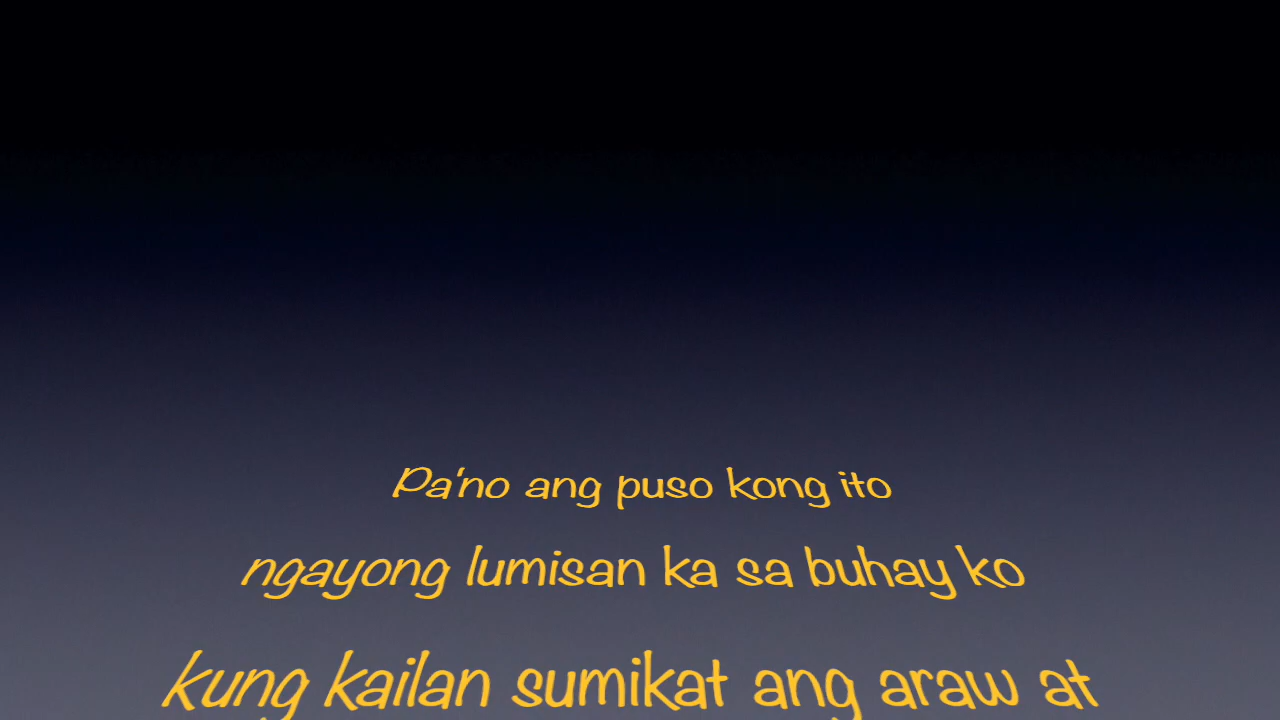 Pa'no ang puso kong ito
ngayong lumisan ka sa buhay ko
kung kailan sumikat ang araw at